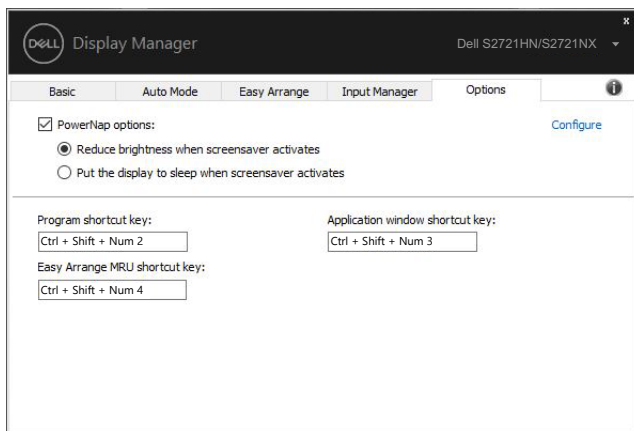 x
DELL Display Manager
Dell S2721HN/S2721NX
Basic Auto Mode Easy Arrange Input Manager Options
PowerNap options: Configure
Reduce brightness when screensaver activates
Put the display to sleep when screensaver activates
Program shortcut key: Application window shortcut key:
Ctrl + Shift + Num 2 Ctrl + Shift + Num 3
Easy Arrange MRU shortcut key:
Ctrl + Shift + Num 4